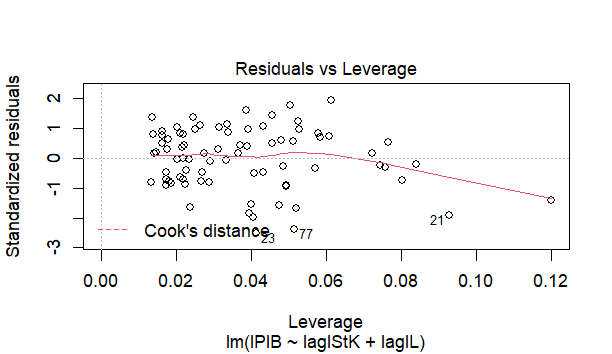 Residuals vs Leverage
Standardized residuals
2
1
0
-1
-3
21
23
77
Cook's distance
0.00 0.02 0.04 0.06 0.08 0.10 0.12
Leverage
lm(lPIB ~ laglStK + laglL)